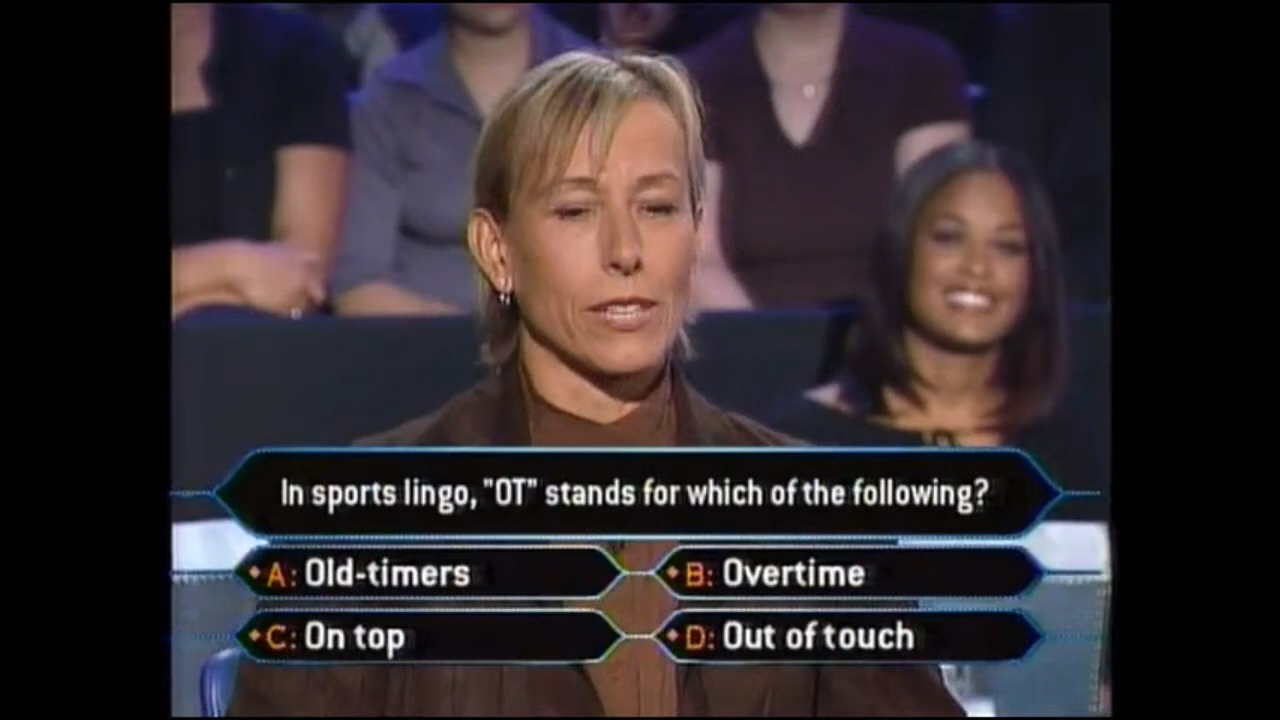 In sports lingo, "OT" stands for which of the following?
A: Old-timers
B: Overtime
C: On top
D: Out of touch